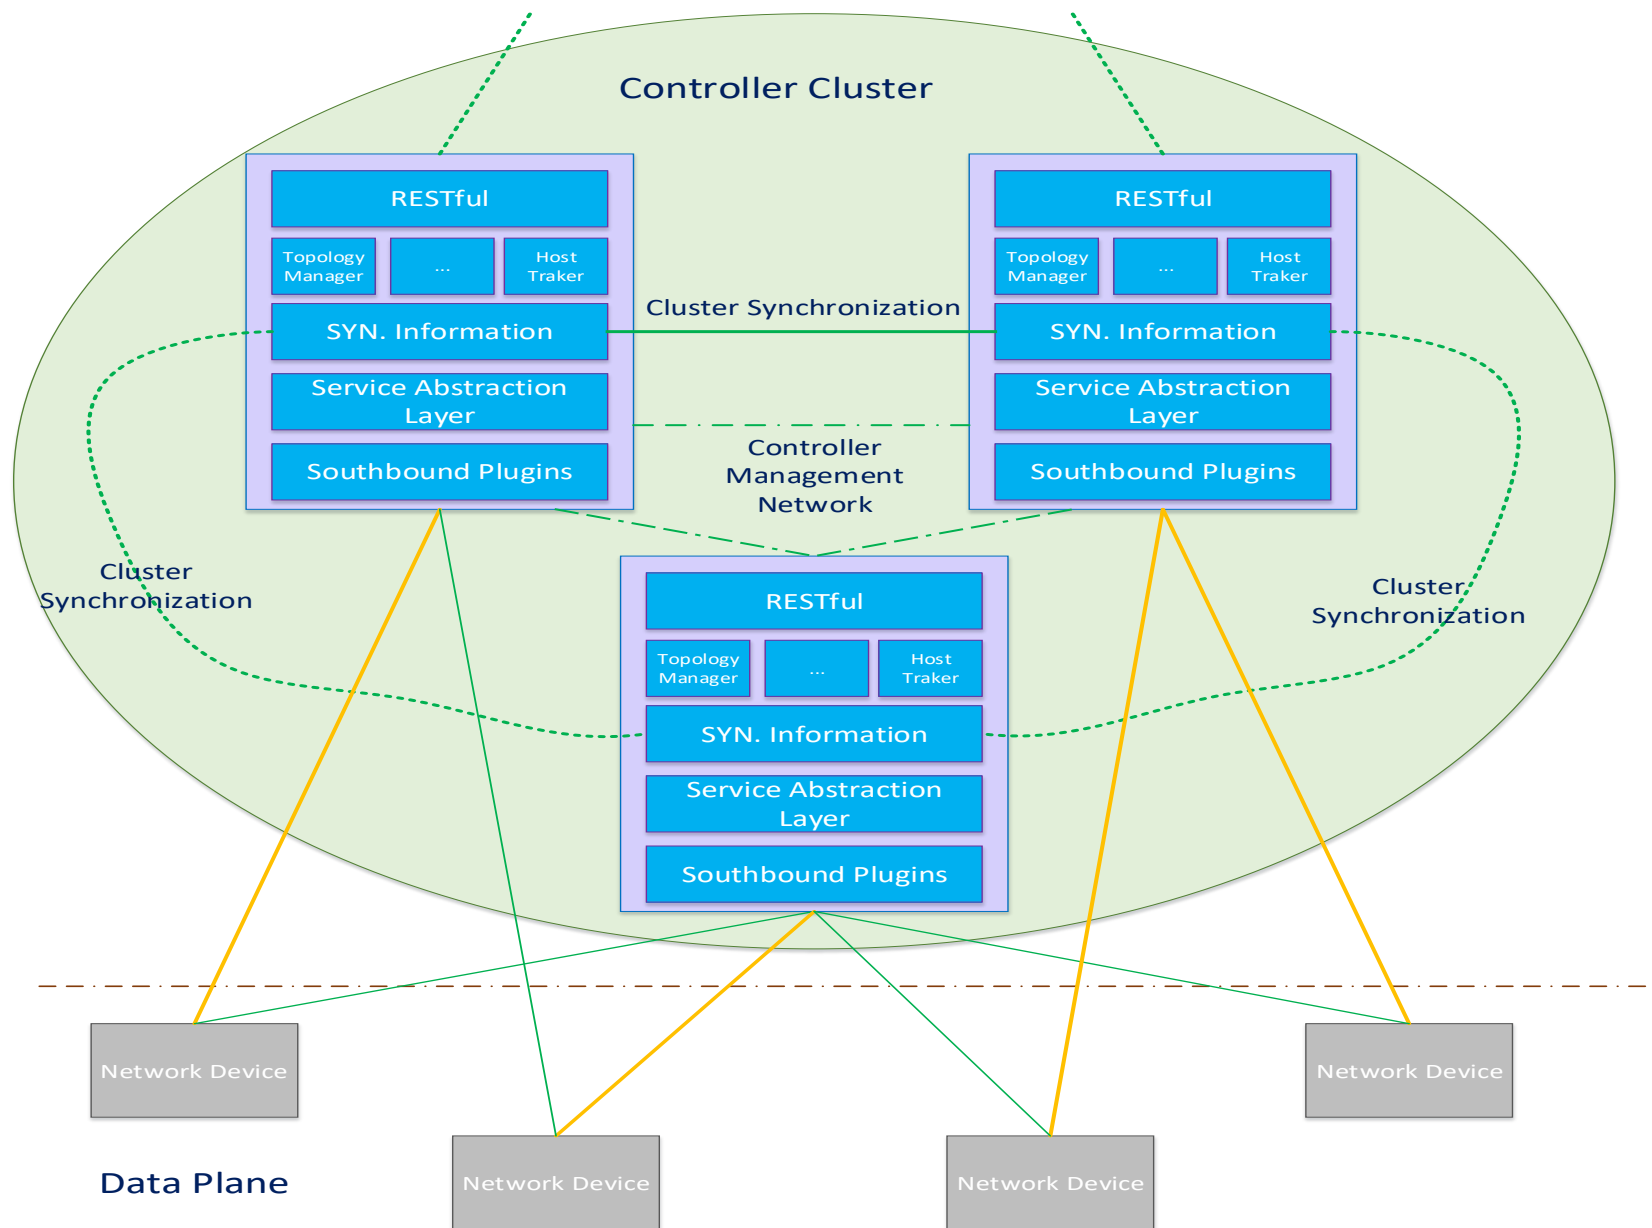 Controller Cluster
RESTful
Topology
Manager
...
Host
Traker
SYN. Information
Service Abstraction
Layer
Southbound Plugins
Cluster Synchronization
RESTful
Topology
Manager
...
Host
Traker
SYN. Information
Service Abstraction
Layer
Southbound Plugins
Controller
Management
Network
Cluster
Synchronization
RESTful
Topology
Manager
...
Host
Traker
SYN. Information
Service Abstraction
Layer
Southbound Plugins
Cluster
Synchronization
Network Device
Network Device
Network Device
Network Device
Data Plane